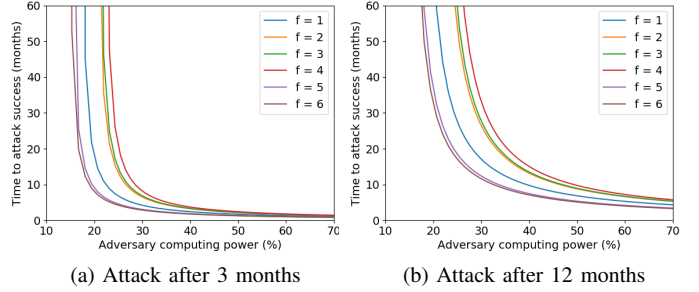 60
50
40
30
20
10
0
Time to attack success (months)
f = 1
f = 2
f = 3
f = 4
f = 5
f = 6
10 20 30 40 50 60 70
Adversary computing power (%)
(a) Attack after 3 months
60
50
40
30
20
10
0
Time to attack success (months)
f = 1
f = 2
f = 3
f = 4
f = 5
f = 6
10 20 30 40 50 60 70
Adversary computing power (%)
(b) Attack after 12 months